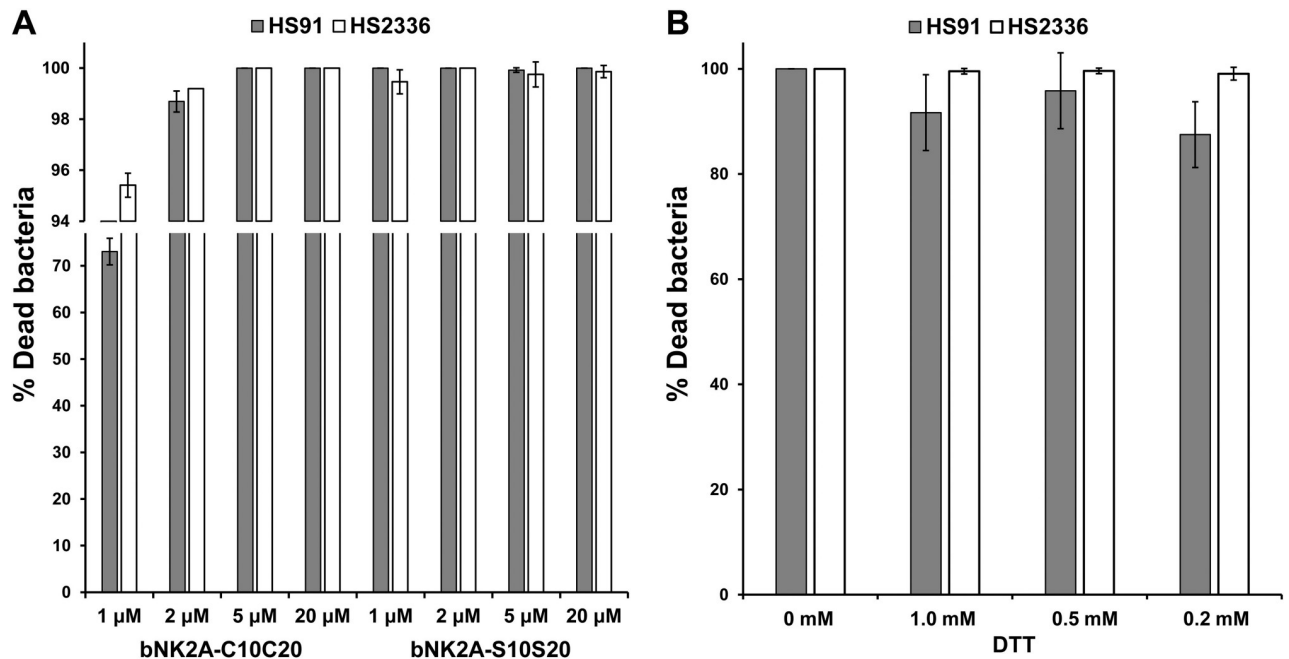 A
HS91 HS2336
% Dead bacteria
100
98
96
94
70
60
50
40
30
20
10
0
1 µM 2 µM 5 µM 20 µM 1 µM 2 µM 5 µM 20 µM
bNK2A-C10C20 bNK2A-S10S20
B
HS91 HS2336
% Dead bacteria
100
80
60
40
20
0
0 mM 1.0 mM 0.5 mM 0.2 mM
DTT